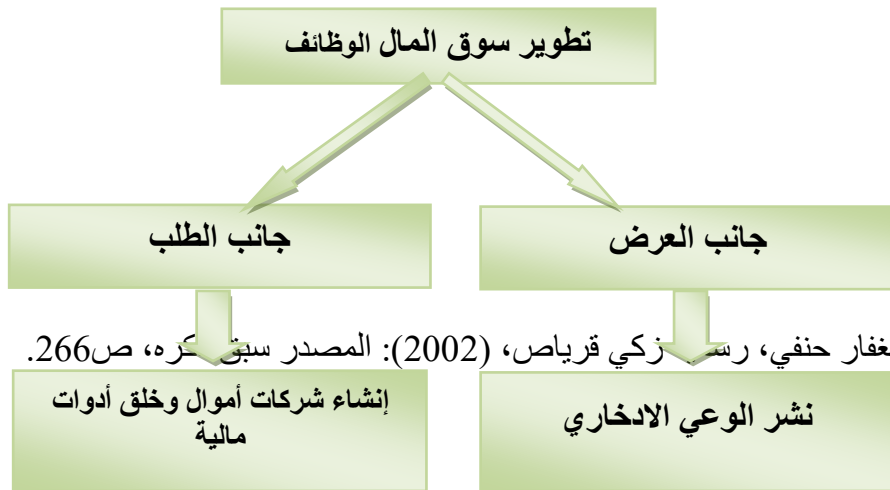 تطوير سوق المال الوظائف
جانب العرض
جانب الطلب
حنفي، زكي قرياص، (2002): المصدر ص266.
نشر الوعي الادخاري
إنشاء شركات أموال وخلق أدوات
مالية